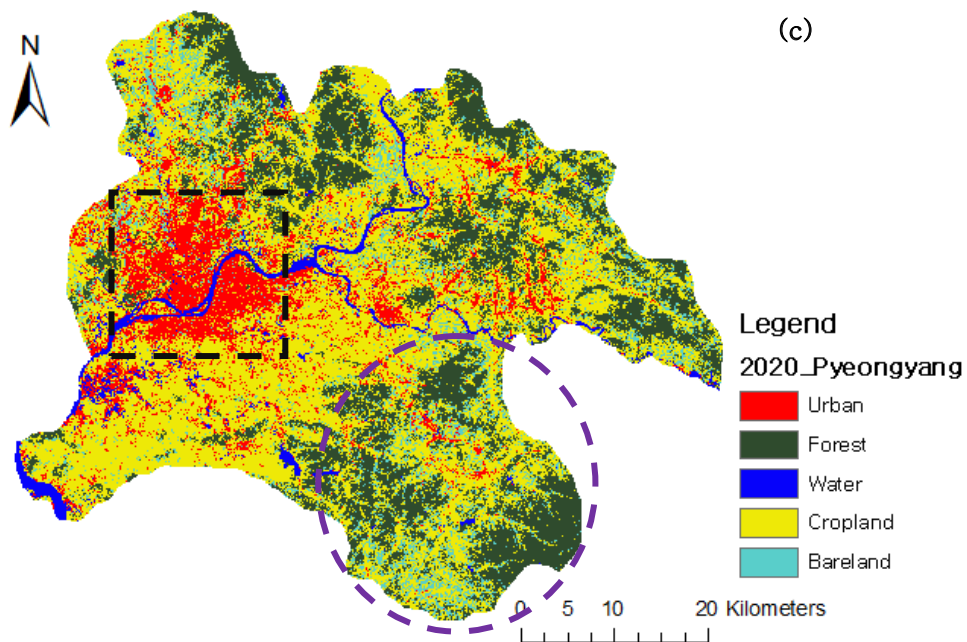 (c)
N
Legend
2020_Pyeongyang
Urban
Forest
Water
Cropland
Bareland
0 5 10 20 Kilometers